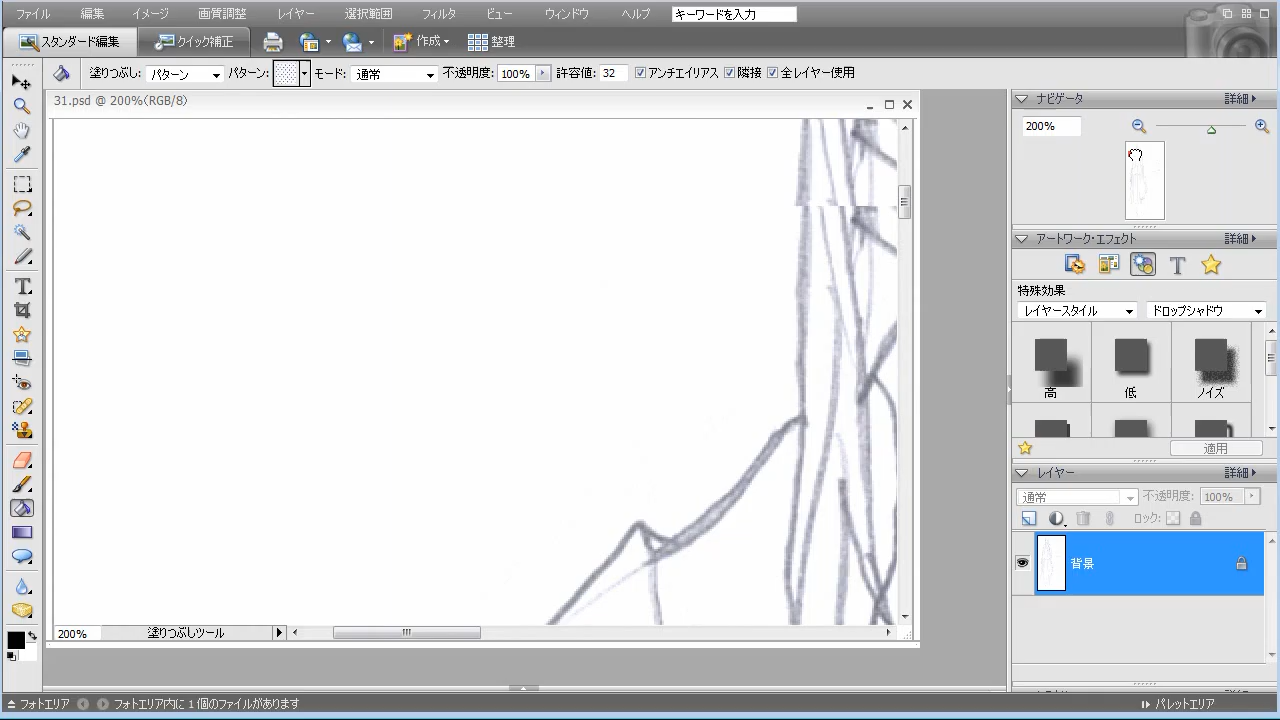 ファイル 編集 イメージ 画質調整 レイヤー 選択範囲 フィルタ ビュー ウィンドウ ヘルプ キーワードを入力
スタンダード編集 クイック補正 作成 整理
塗りつぶし: パターン パターン: モード: 通常 不透明度: 100% 許容値: 32 アンチエイリアス 隣接 全レイヤー使用
31.psd @ 200%(RGB/8)
ナビゲータ 詳細
200%
アートワーク・エフェクト 詳細
特殊効果
レイヤースタイル ドロップシャドウ
高 低 ノイズ
適用
レイヤー 詳細
通常 不透明度: 100%
ロック:
背景
200% 塗りつぶしツール
フォトエリア フォトエリア内に 1 個のファイルがあります パレットエリア